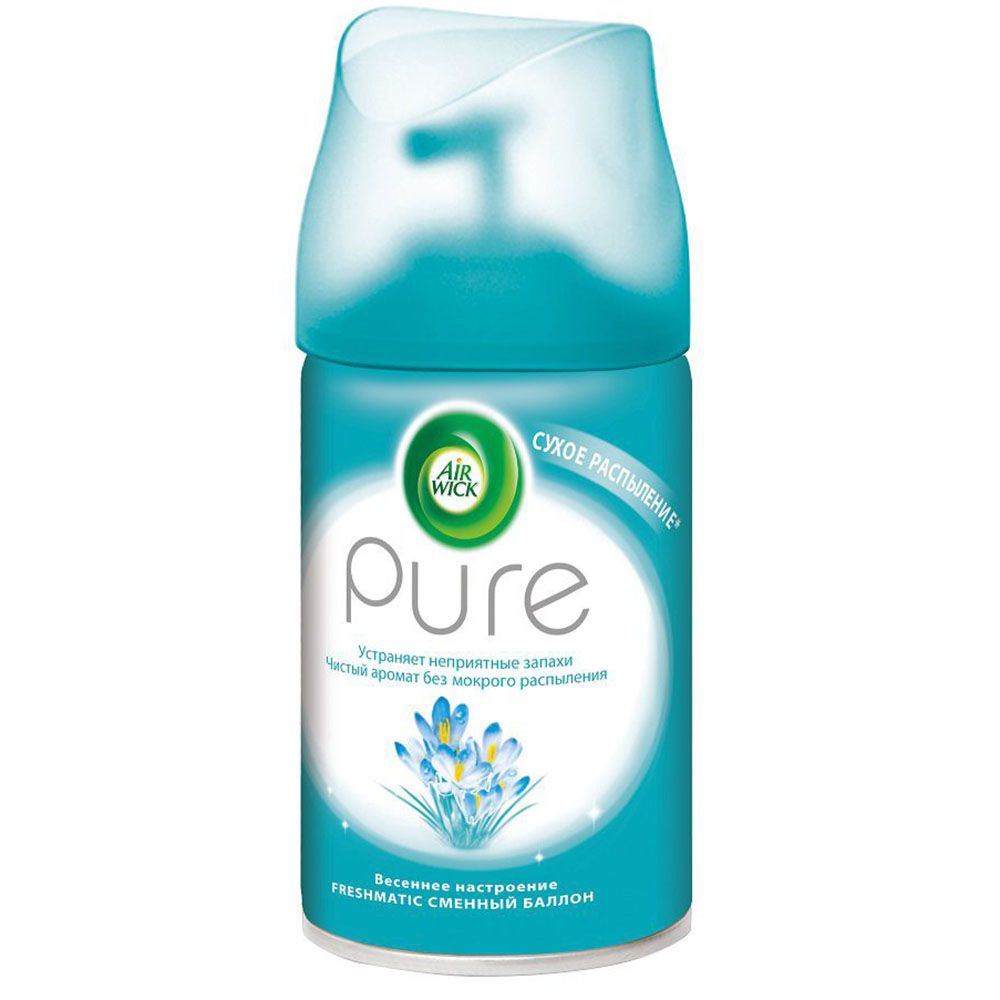 AiR
WICK
СУХОЕ РАСПЫЛЕНИЕ*
Pure
Устраняет неприятные запахи
Чистый аромат без мокрого распыления
Весеннее настроение
FRESHMATIC СМЕННЫЙ БАЛЛОН